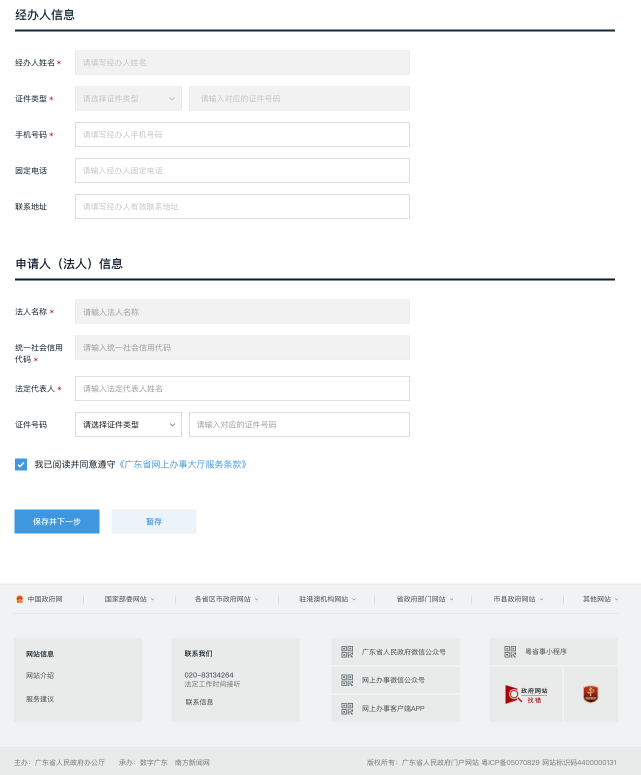 经办人信息
经办人姓名* 请填写经办人姓名
证件类型* 请选择证件类型 请输入对应的证件号码
手机号码* 请填写经办人手机号码
固定电话 请输入经办人固定电话
联系地址 请填写经办人有效联系地址
申请人（法人）信息
法人名称* 请输入法人名称
统一社会信用 请输入统一社会信用代码
代码*
法定代表人* 请输入法定代表人姓名
证件号码 请选择证件类型 请输入对应的证件号码
我已阅读并同意遵守《广东省网上办事大厅服务条款》
保存并下一步 暂存
中国政府网 国家部委网站 各省区市政府网站 驻港澳机构网站 省政府部门网站 市县政府网站 其他网站
网站信息
网站介绍
服务建议
联系我们
020-83134264
法定工作时间接听
联系信息
广东省人民政府微信公众号
网上办事微信公众号
网上办事客户端APP
粤省事小程序
政府网站
找错
主办：广东省人民政府办公厅 承办：数字广东 南方新闻网 版权所有：广东省人民政府门户网站 粤ICP备05070829 网站标识码4400000131